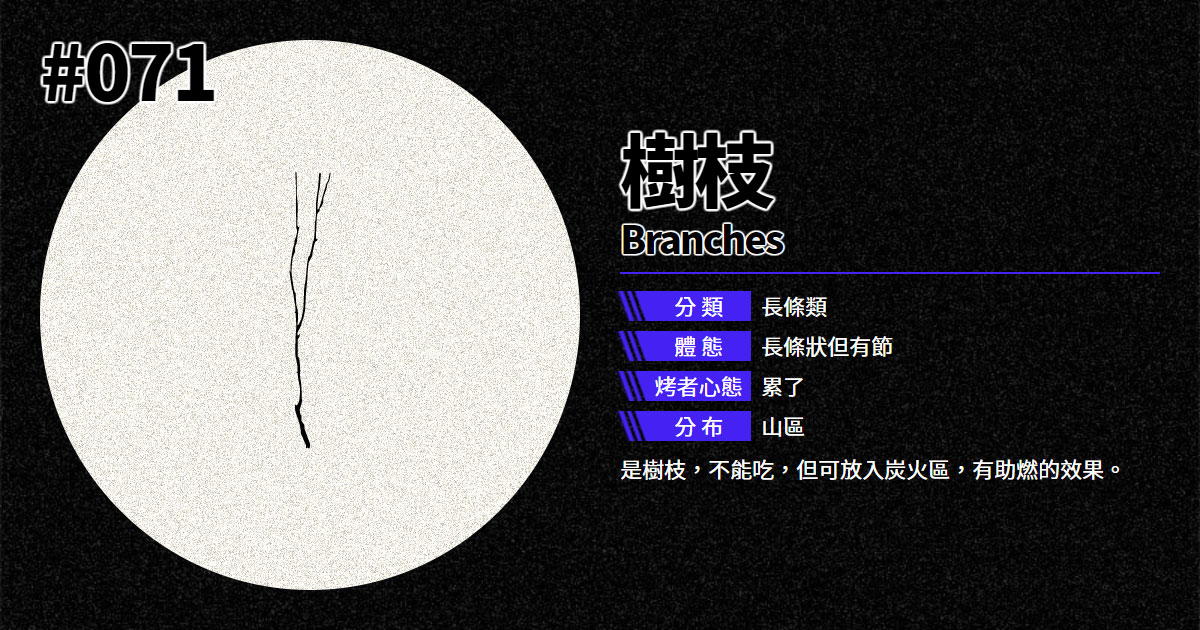 #071
樹枝
Branches
分類 長條類
體態 長條狀但有節
烤者心態 累了
分布 山區
是樹枝，不能吃，但可放入炭火區，有助燃的效果。